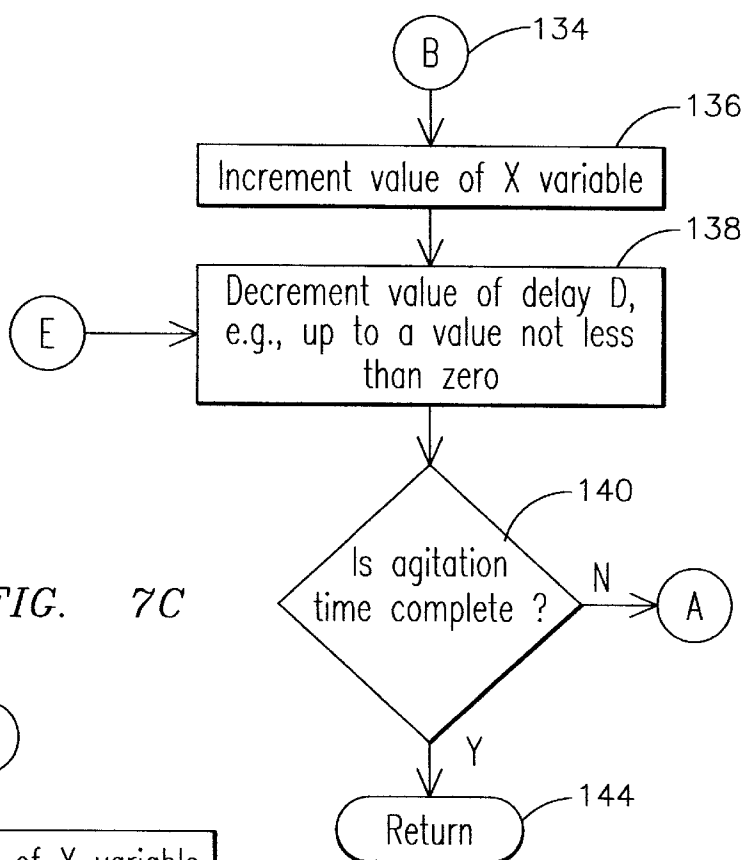 B
134
136
Increment value of X variable
138
Decrement value of delay D,
e.g., up to a value not less
than zero
E
140
Is agitation
time complete ?
N
A
FIG. 7C
Y
Return
144
of X variable